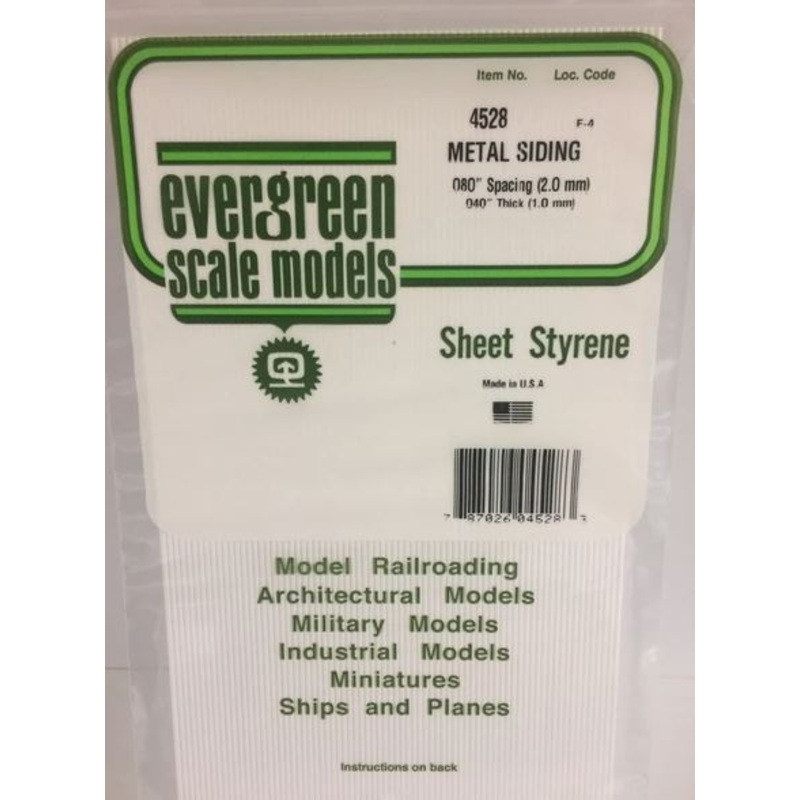 Item No. Loc. Code
4528 F-4
METAL SIDING
.080" Spacing (2.0 mm)
.040" Thick (1.0 mm)
evergreen
scale models
Sheet Styrene
Made in U.S.A
7 87026 04528 3
Model Railroading
Architectural Models
Military Models
Industrial Models
Miniatures
Ships and Planes
Instructions on back